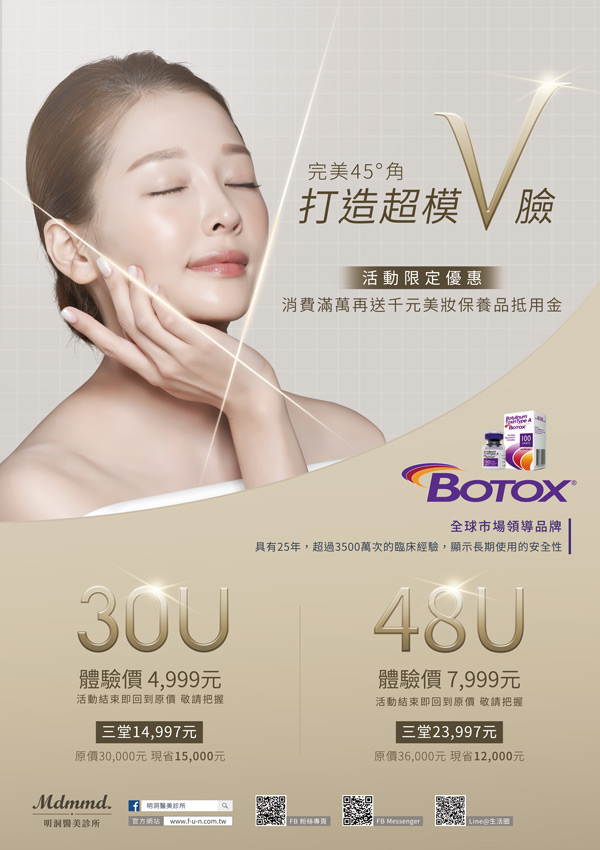 完美45°角
打造超模V臉
活動限定優惠
消費滿萬再送千元美妝保養品抵用金
Botulinum
Toxin Type A
BOTOX
100
BOTOX®
全球市場領導品牌
具有25年，超過3500萬次的臨床經驗，顯示長期使用的安全性
30U
體驗價 4,999元
活動結束即回到原價 敬請把握
三堂14,997元
原價30,000元 現省15,000元
48U
體驗價 7,999元
活動結束即回到原價 敬請把握
三堂23,997元
原價36,000元 現省12,000元
Mdmmd.
明洞醫美診所
f 明洞醫美診所
官方網站 www.f-u-n.com.tw
FB 粉絲專頁
FB Messenger
Line@生活圈